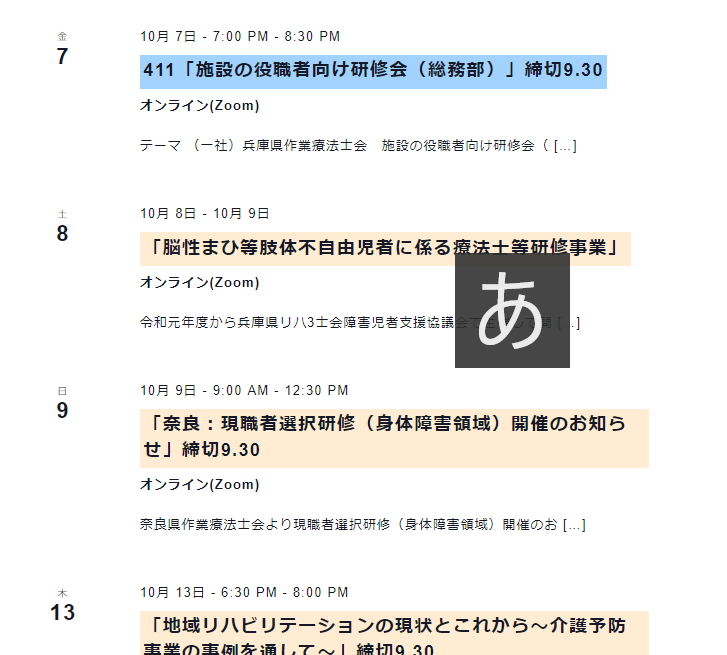 金
7
10月 7日 - 7:00 PM - 8:30 PM
411「施設の役職者向け研修会（総務部）」締切9.30
オンライン(Zoom)
テーマ （一社）兵庫県作業療法士会　施設の役職者向け研修会（ […]
土
8
10月 8日 - 10月 9日
「脳性まひ等肢体不自由児者に係る療法士等研修事業」
オンライン(Zoom)
令和元年度から兵庫県リハ3士会障害児者支援協議会で […]
あ
日
9
10月 9日 - 9:00 AM - 12:30 PM
「奈良：現職者選択研修（身体障害領域）開催のお知ら
せ」締切9.30
オンライン(Zoom)
奈良県作業療法士会より現職者選択研修（身体障害領域）開催のお […]
木
13
10月 13日 - 6:30 PM - 8:00 PM
「地域リハビリテーションの現状とこれから～介護予防
事業の事例を通して～」締切9.30